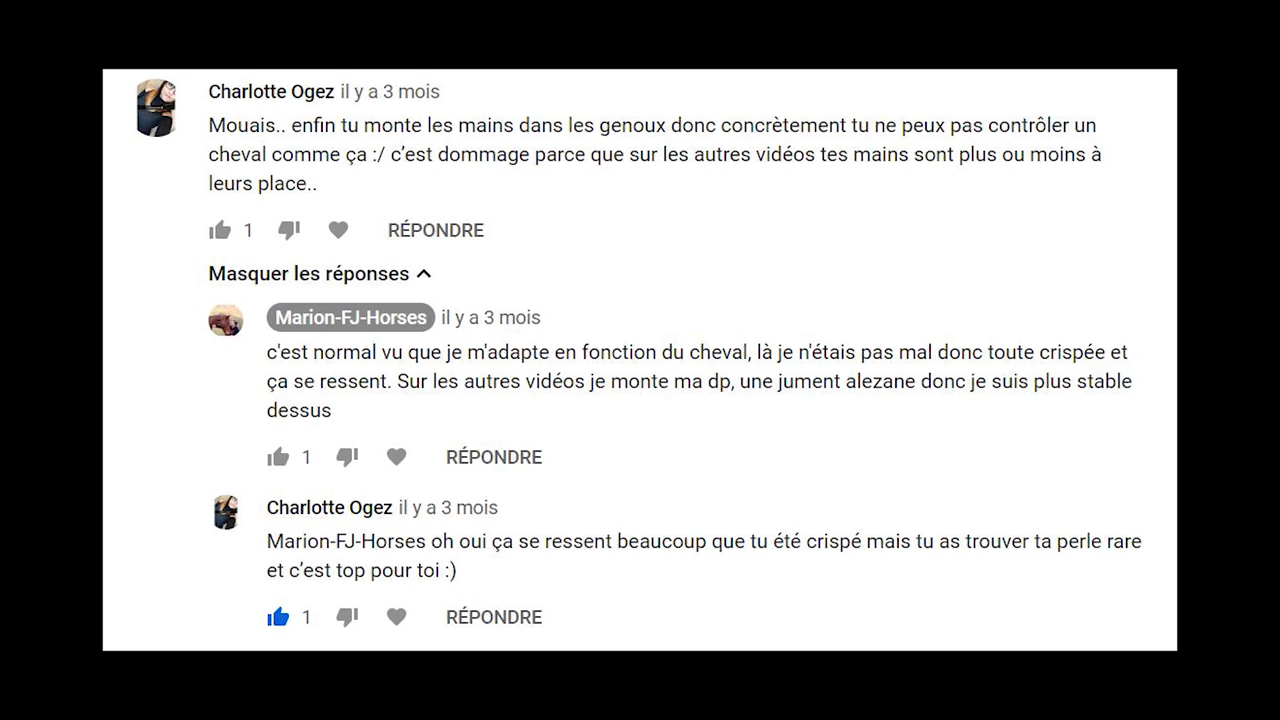 Charlotte Ogez il y a 3 mois
Mouais.. enfin tu monte les mains dans les genoux donc concrètement tu ne peux pas contrôler un
cheval comme ça :/ c’est dommage parce que sur les autres vidéos tes mains sont plus ou moins à
leurs place..
1 RÉPONDRE
Masquer les réponses
Marion-FJ-Horses il y a 3 mois
c'est normal vu que je m'adapte en fonction du cheval, là je n'étais pas mal donc toute crispée et
ça se ressent. Sur les autres vidéos je monte ma dp, une jument alezane donc je suis plus stable
dessus
1 RÉPONDRE
Charlotte Ogez il y a 3 mois
Marion-FJ-Horses oh oui ça se ressent beaucoup que tu été crispé mais tu as trouver ta perle rare
et c’est top pour toi :)
1 RÉPONDRE